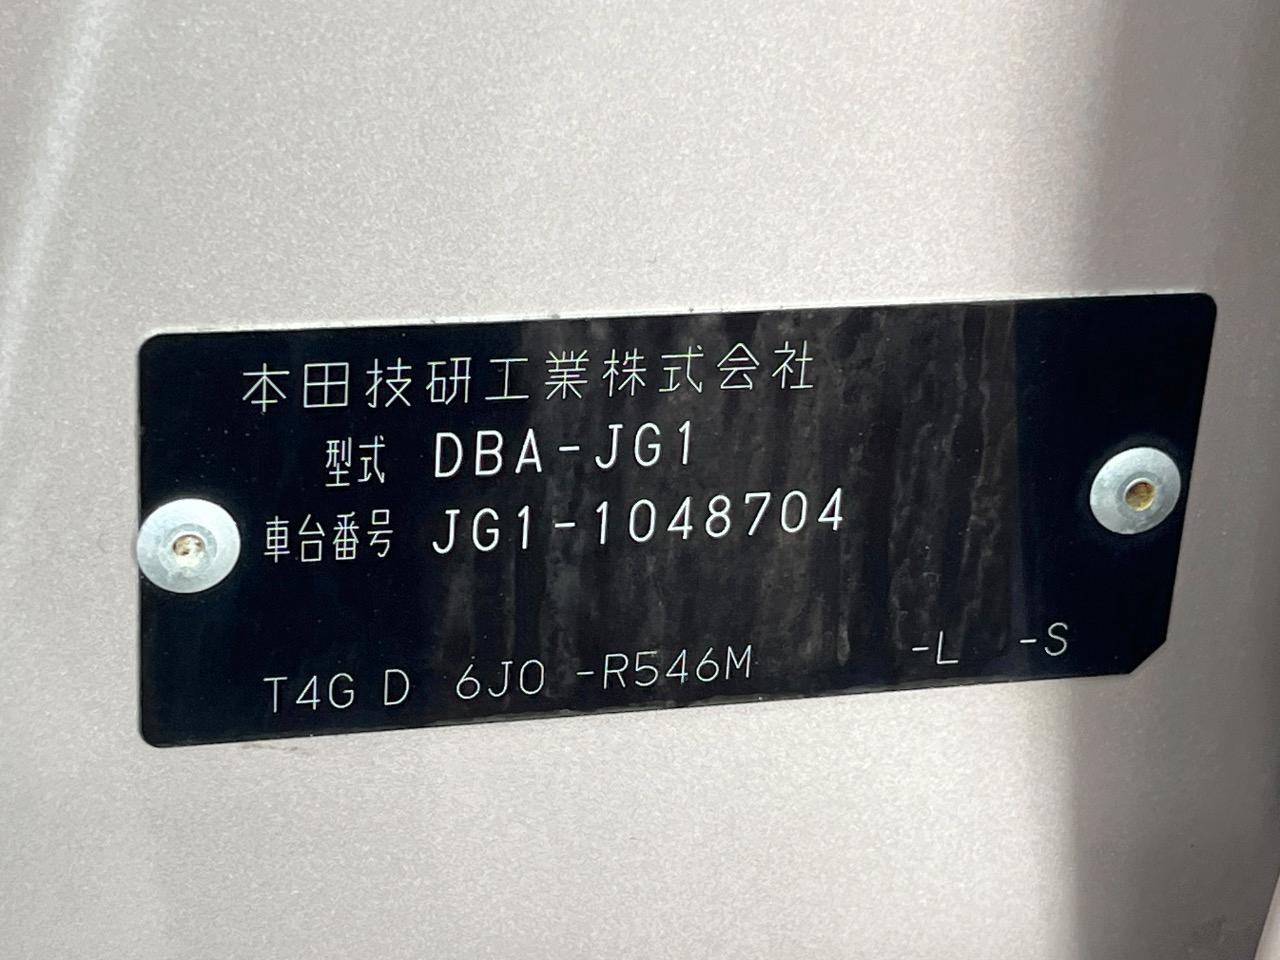 本田技研工業株式会社
型式 DBA-JG1
車台番号 JG1-1048704
T4G D 6J0 -R546M -L -S